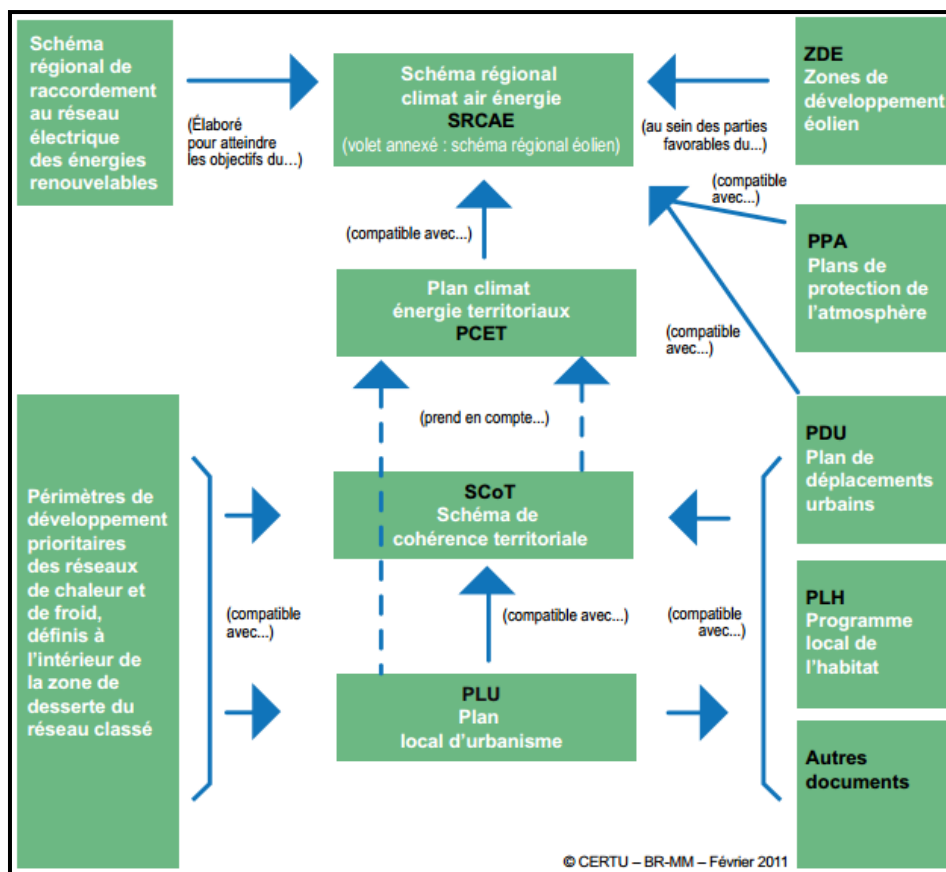 Schéma
régional de
raccordement
au réseau
électrique
des énergies
renouvelables
(Élaboré
pour atteindre
les objectifs du...)
Schéma régional
climat air énergie
SRCAE
(volet annexé : schéma régional éolien)
(au sein des parties
favorables du...)
ZDE
Zones de
développement
éolien
(compatible
avec...)
PPA
Plans de
protection de
l'atmosphère
(compatible avec...)
Plan climat
énergie territoriaux
PCET
(compatible
avec...)
(prend en compte...)
Périmètres de
développement
prioritaires
des réseaux
de chaleur et
de froid,
définis à
l'intérieur de
la zone de
desserte du
réseau classé
(compatible
avec...)
SCoT
Schéma de
cohérence territoriale
(compatible avec...)
(compatible
avec...)
PLU
Plan
local d'urbanisme
PDU
Plan de
déplacements
urbains
PLH
Programme
local de
l'habitat
Autres
documents
© CERTU – BR-MM – Février 2011